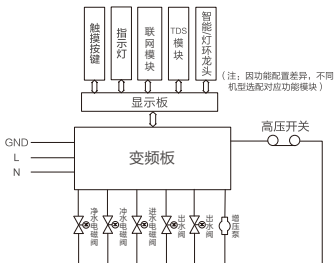 触摸按键
指示灯
联网模块
TDS
模块
智能灯环龙头
（注：因功能配置差异，不同
机型选配对应功能模块）
显示板
高压开关
GND
L
N
变频板
净水电磁阀
冲水电磁阀
进水电磁阀
出水阀
出水阀
增压泵